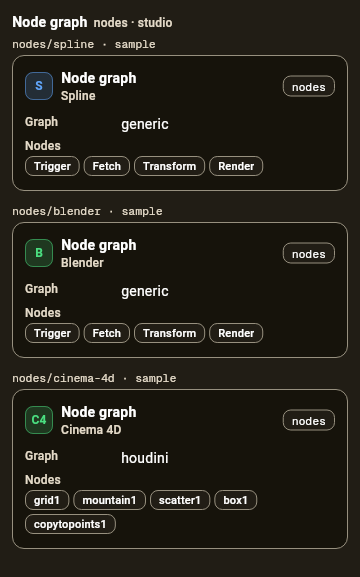 Node graph nodes · studio
nodes/spline · sample
S Node graph nodes
Spline
Graph generic
Nodes
Trigger Fetch Transform Render
nodes/blender · sample
B Node graph nodes
Blender
Graph generic
Nodes
Trigger Fetch Transform Render
nodes/cinema-4d · sample
C4 Node graph nodes
Cinema 4D
Graph houdini
Nodes
grid1 mountain1 scatter1 box1
copytopoints1